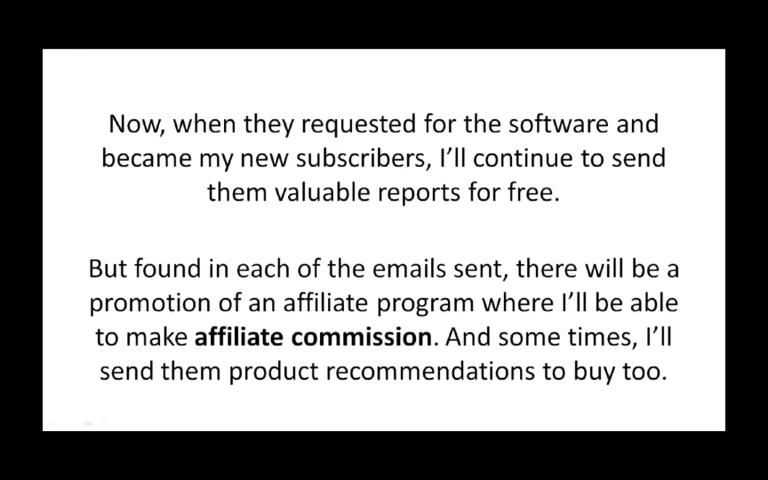 Now, when they requested for the software and
became my new subscribers, I’ll continue to send
them valuable reports for free.
But found in each of the emails sent, there will be a
promotion of an affiliate program where I’ll be able
to make affiliate commission. And some times, I’ll
send them product recommendations to buy too.